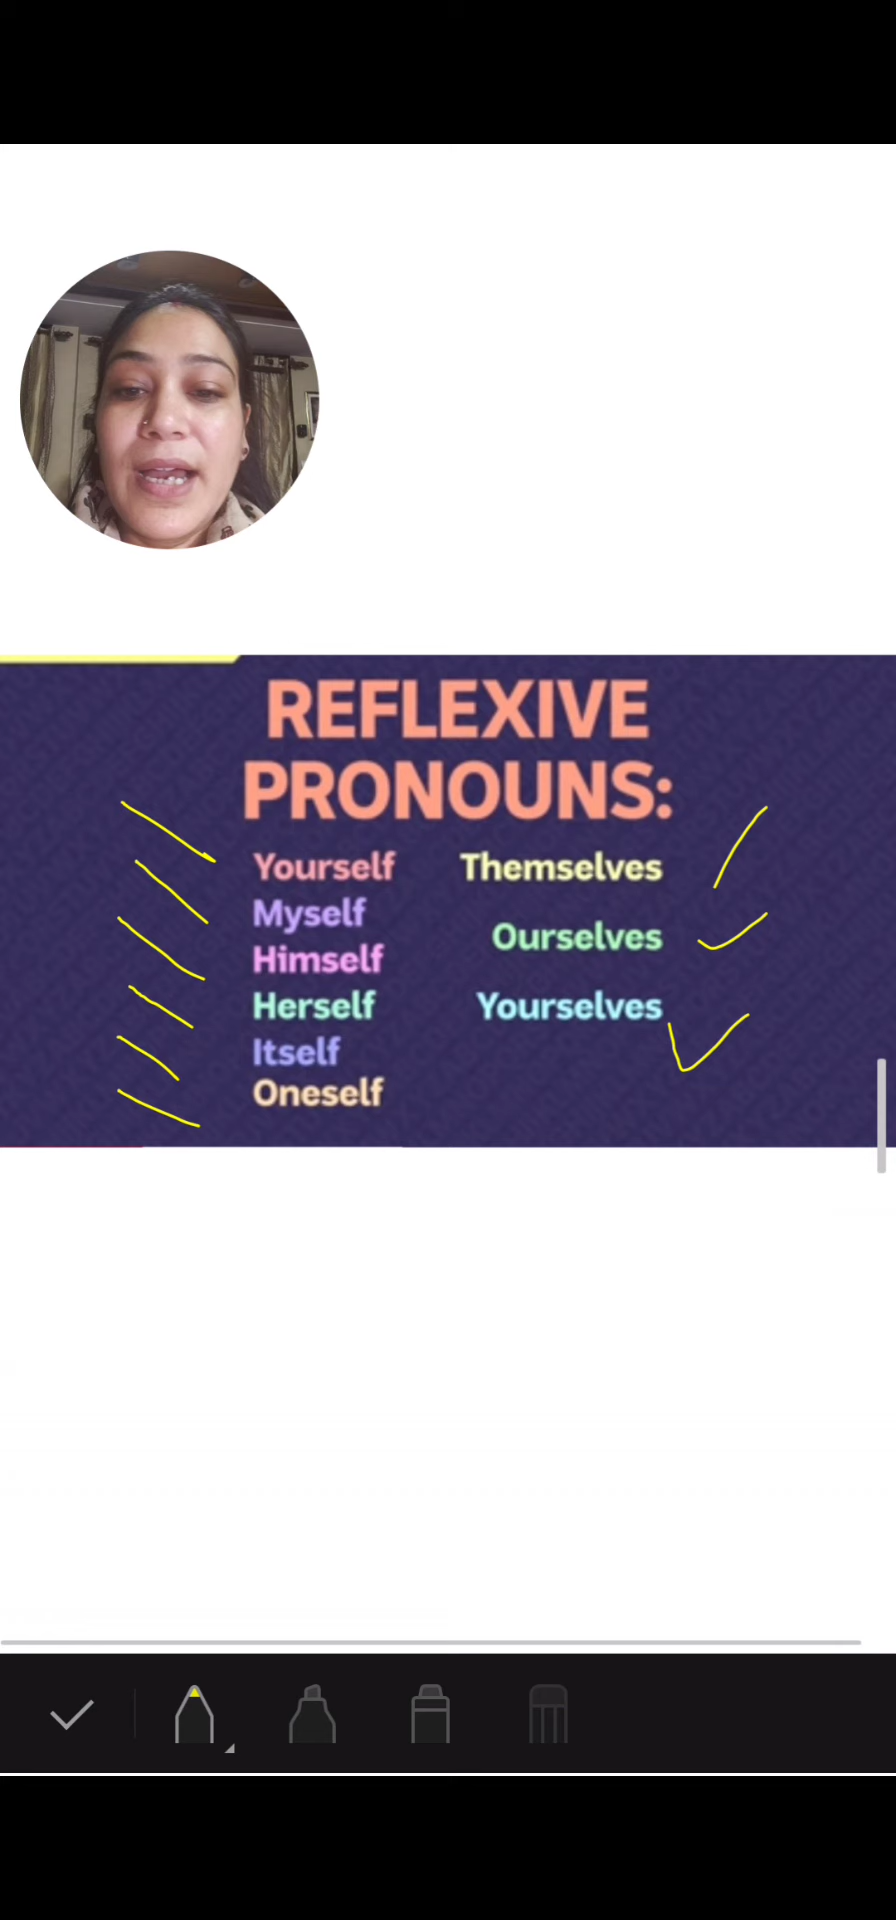 REFLEXIVE
PRONOUNS:
Yourself
Myself
Himself
Herself
Itself
Oneself
Themselves
Ourselves
Yourselves